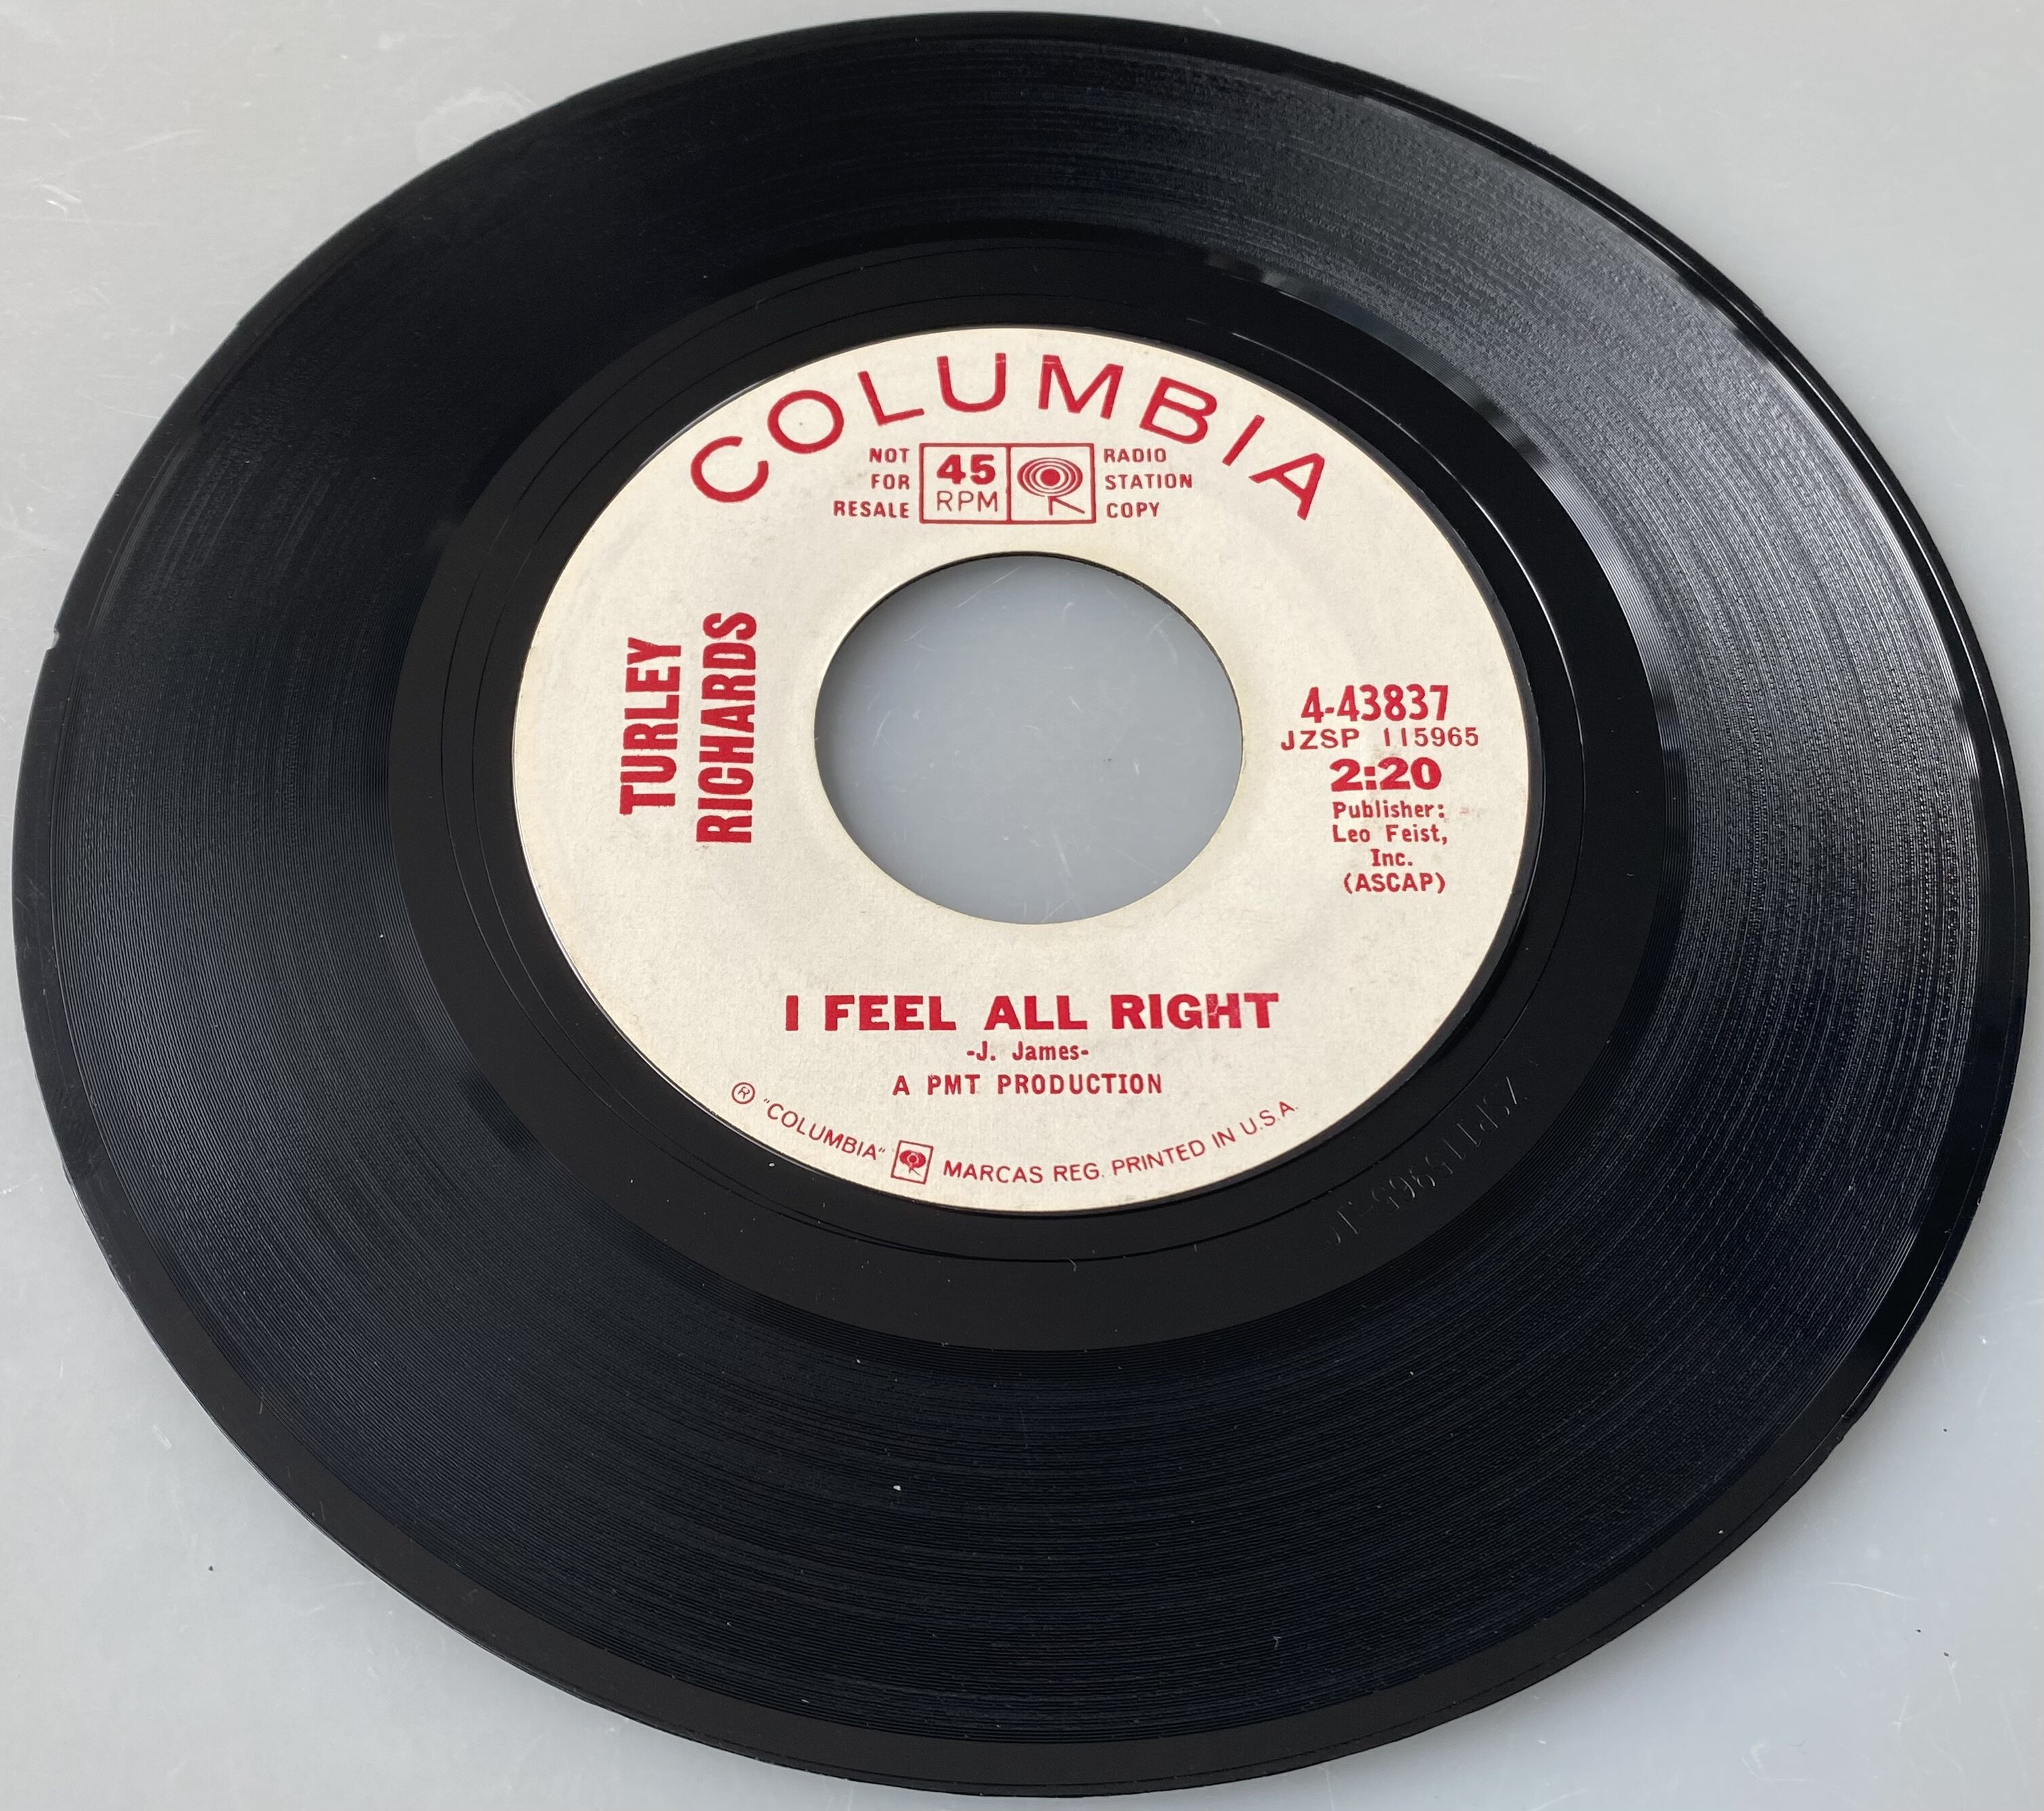 COLUMBIA
NOT
FOR
RESALE
45
RPM
RADIO
STATION
COPY
TURLEY
RICHARDS
4-43837
JZSP 115965
2:20
Publisher:
Leo Feist,
Inc.
(ASCAP)
I FEEL ALL RIGHT
-J. James-
A PMT PRODUCTION
® "COLUMBIA" MARCAS REG. PRINTED IN U.S.A.